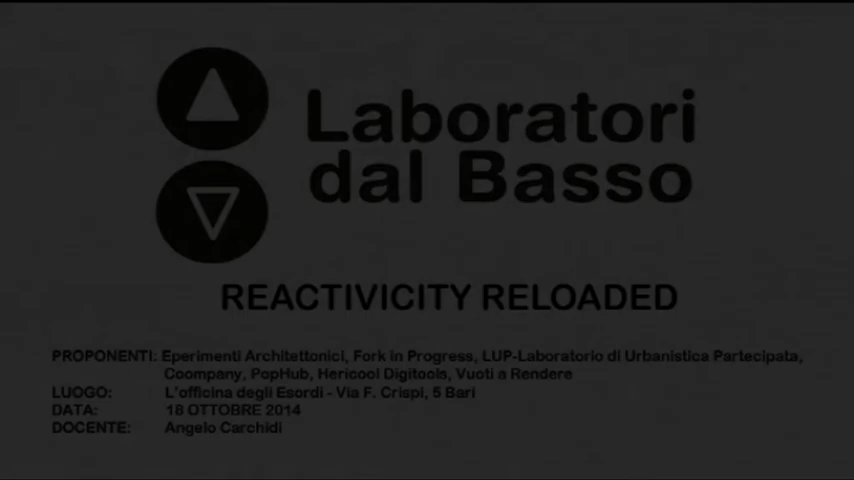 Laboratori
dal Basso
REACTIVICITY RELOADED
PROPONENTI: Eperimenti Architettonici, Fork in Progress, LUP-Laboratorio di Urbanistica Partecipata,
Coompany, PopHub, Hericool Digitools, Vuoti a Rendere
LUOGO: L'officina degli Esordi - Via F. Crispi, 5 Bari
DATA: 18 OTTOBRE 2014
DOCENTE: Angelo Carchidi